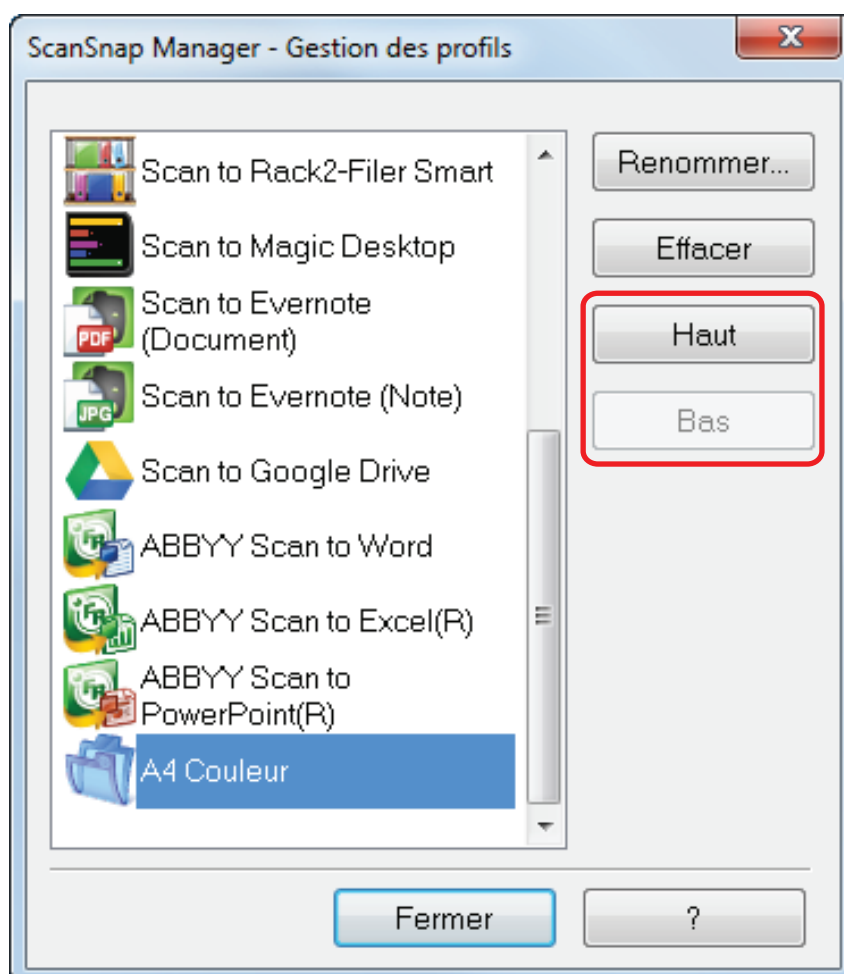 ScanSnap Manager - Gestion des profils
Scan to Rack2-Filer Smart
Scan to Magic Desktop
PDF
Scan to Evernote
(Document)
JPG
Scan to Evernote (Note)
Scan to Google Drive
ABBYY Scan to Word
ABBYY Scan to Excel(R)
ABBYY Scan to
PowerPoint(R)
A4 Couleur
Renommer...
Effacer
Haut
Bas
Fermer
?